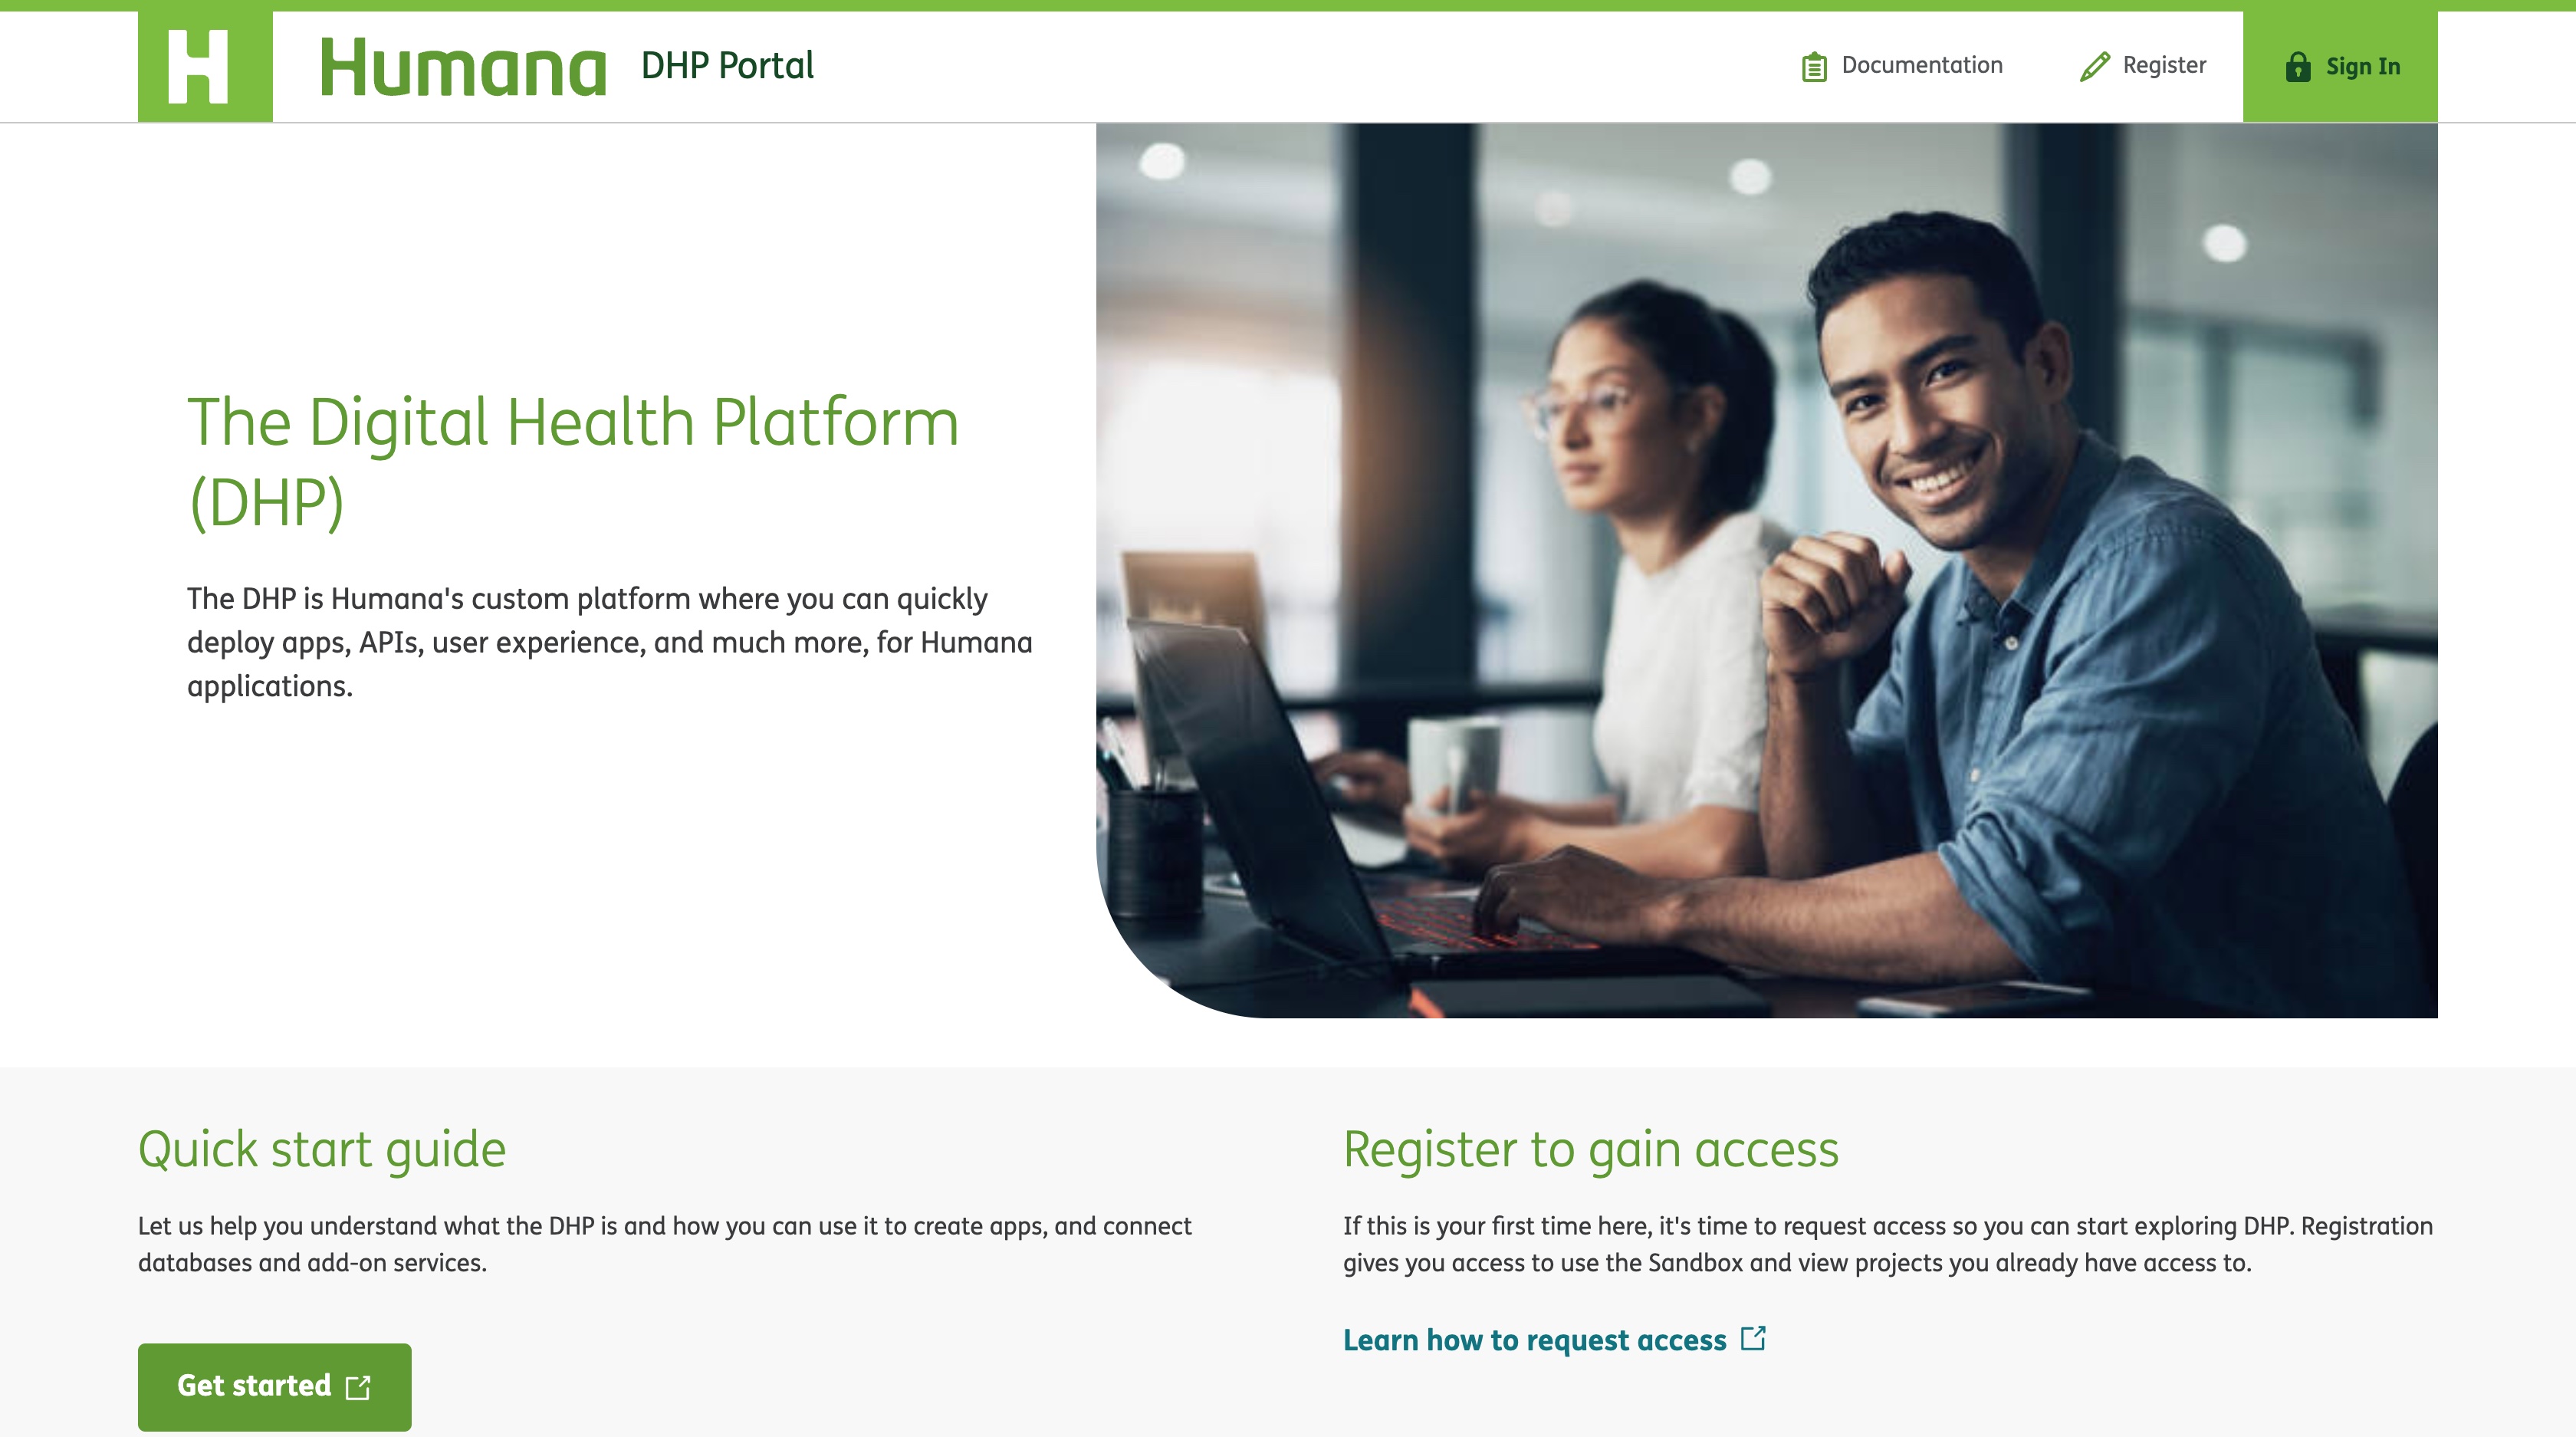 H
Humana
DHP Portal
Documentation
Register
Sign In
The Digital Health Platform
(DHP)
The DHP is Humana's custom platform where you can quickly
deploy apps, APIs, user experience, and much more, for Humana
applications.
Quick start guide
Let us help you understand what the DHP is and how you can use it to create apps, and connect
databases and add-on services.
Get started
Register to gain access
If this is your first time here, it's time to request access so you can start exploring DHP. Registration
gives you access to use the Sandbox and view projects you already have access to.
Learn how to request access